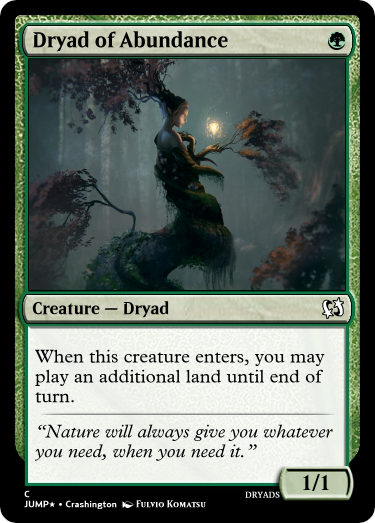 Dryad of Abundance
Creature — Dryad
When this creature enters, you may
play an additional land until end of
turn.
“Nature will always give you whatever
you need, when you need it.”
1/1
C
DRYADS
JUMP★ • Crashington Fulvio Komatsu